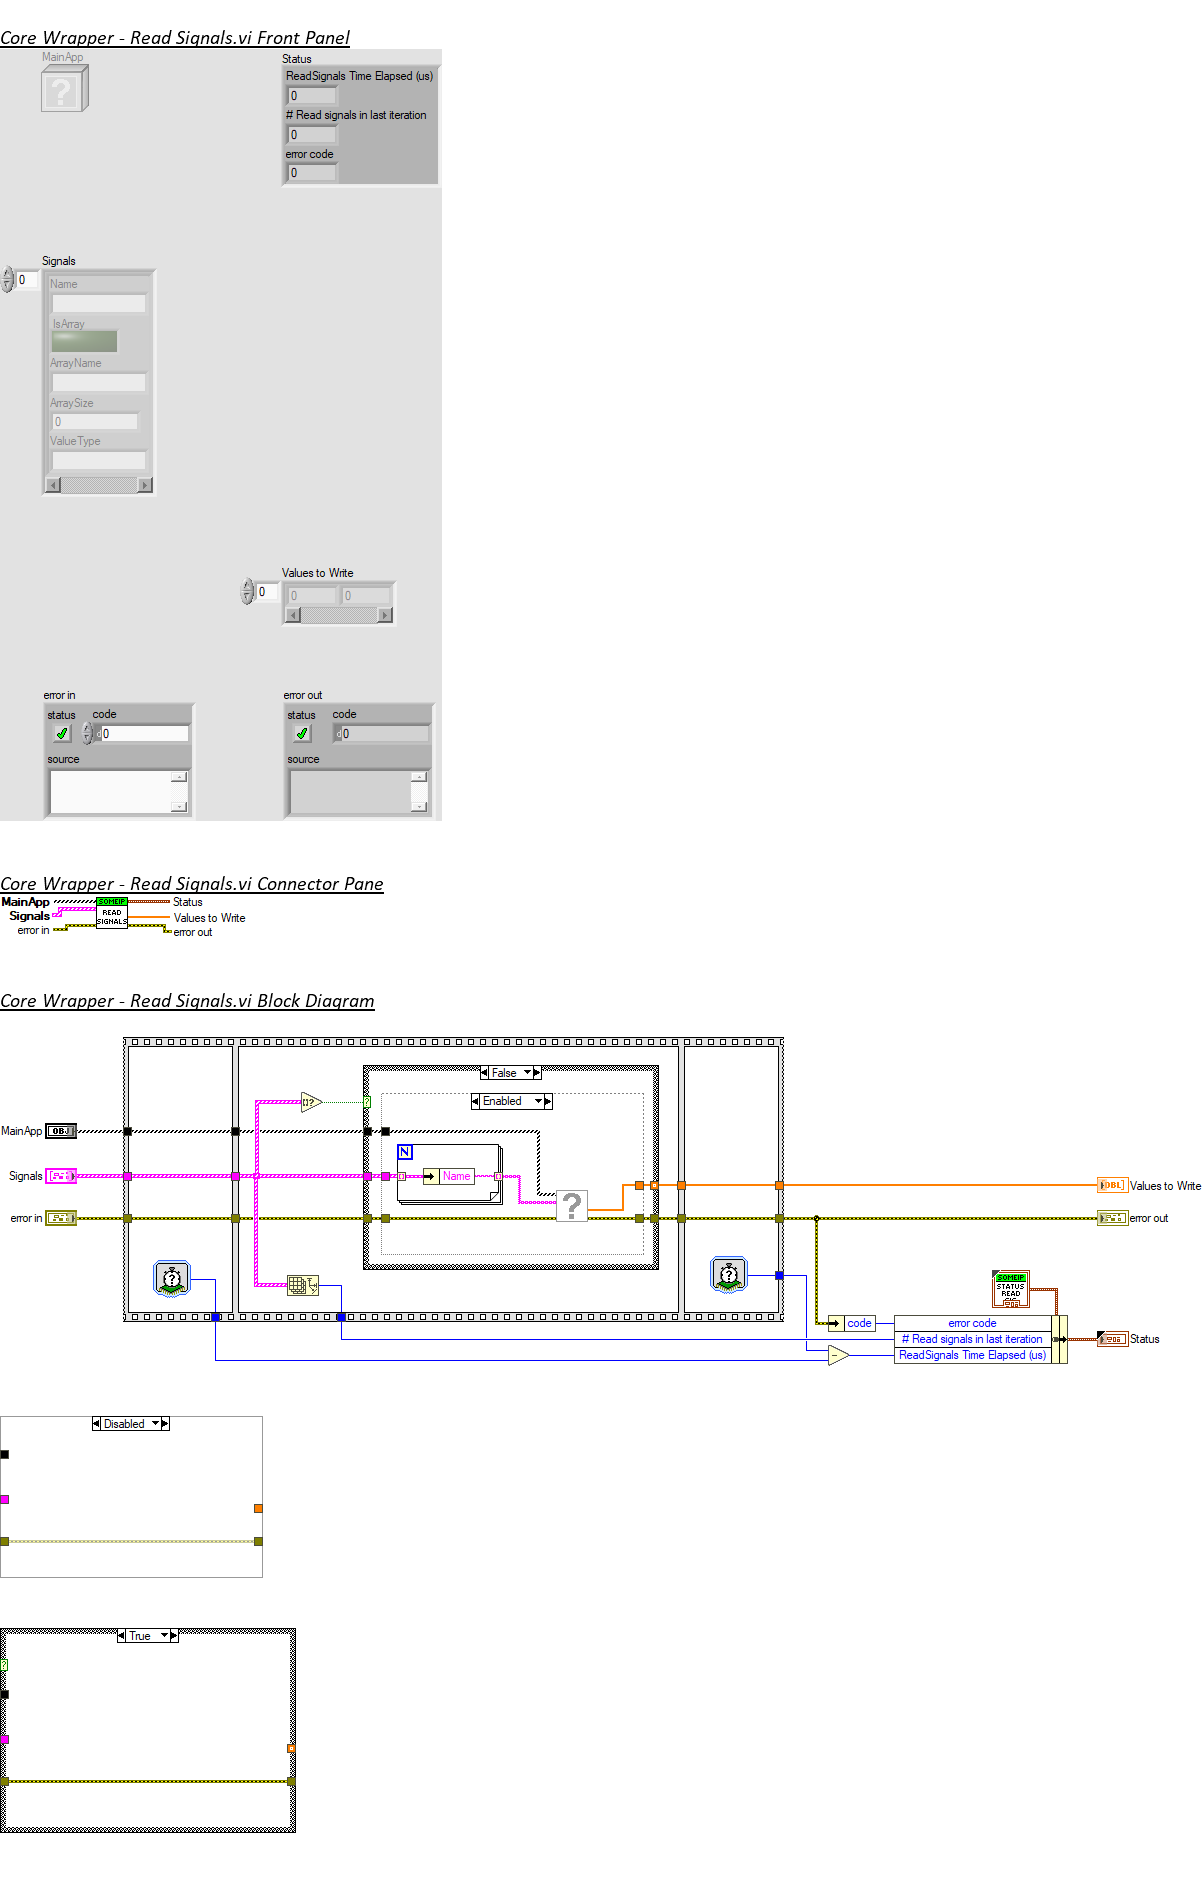 Core Wrapper - Read Signals.vi Front Panel
MainApp
?
Status
ReadSignals Time Elapsed (us)
0
# Read signals in last iteration
0
error code
0
Signals
0
Name
IsArray
ArrayName
ArraySize
0
ValueType
Values to Write
0
0
0
error in
status
code
d 0
source
error out
status
code
d 0
source
Core Wrapper - Read Signals.vi Connector Pane
MainApp
Signals
error in
SOMEIP
READ
SIGNALS
Status
Values to Write
error out
Core Wrapper - Read Signals.vi Block Diagram
False
Enabled
?
?
MainApp
OBJ
N
Signals
Name
DBL
Values to Write
?
error in
error out
?
?
SOMEIP
STATUS
READ
code
error code
# Read signals in last iteration
ReadSignals Time Elapsed (us)
Status
-
Disabled
True
?